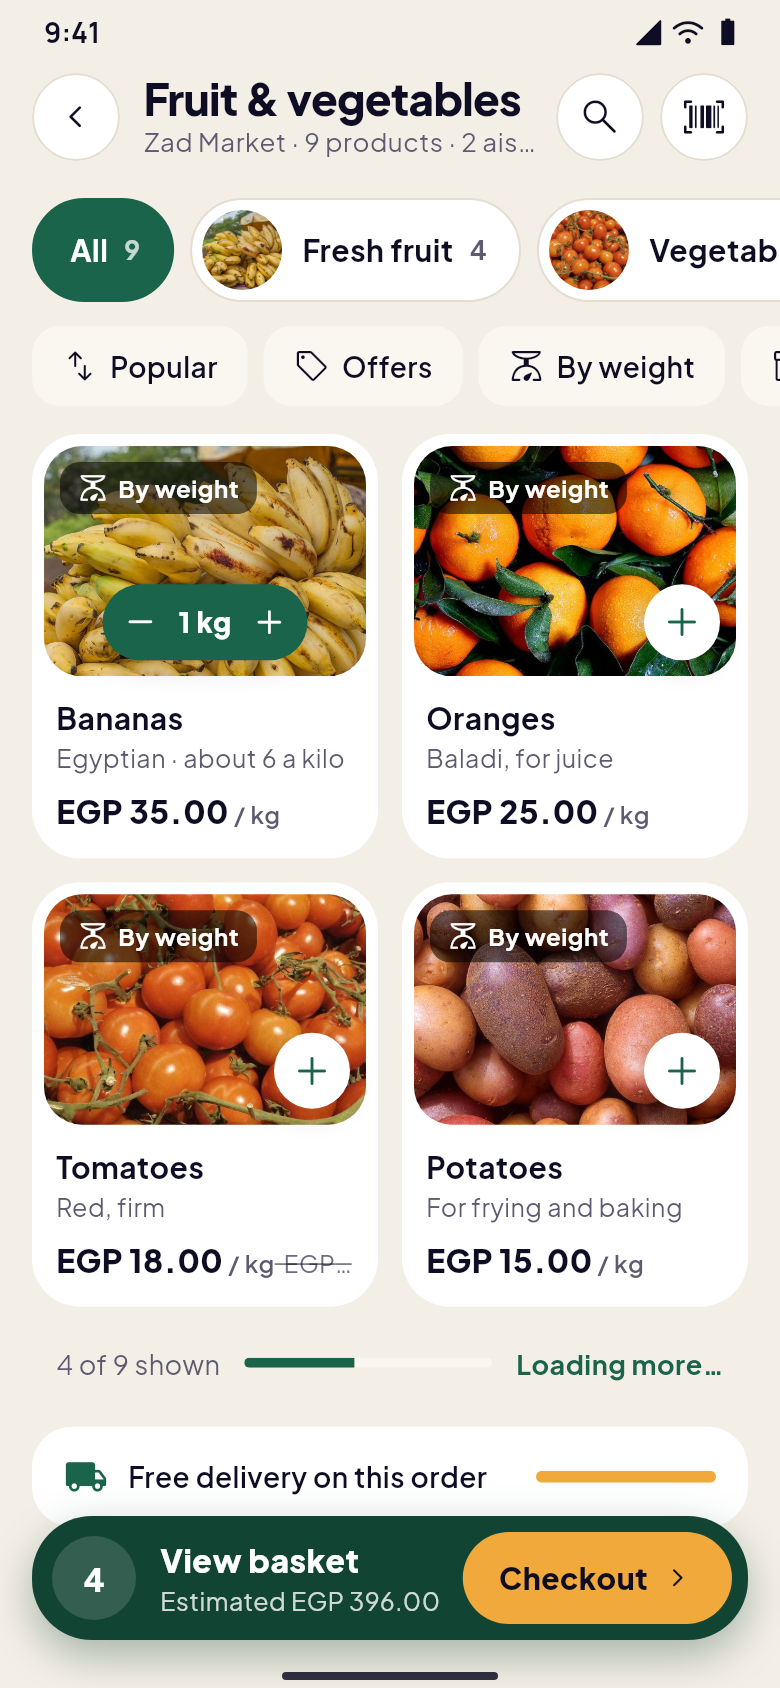 9:41
Fruit & vegetables
Zad Market · 9 products · 2 ais…
All 9
Fresh fruit 4
Vegetab
Popular
Offers
By weight
By weight
1 kg
Bananas
Egyptian · about 6 a kilo
EGP 35.00 / kg
By weight
Oranges
Baladi, for juice
EGP 25.00 / kg
By weight
Tomatoes
Red, firm
EGP 18.00 / kg EGP…
By weight
Potatoes
For frying and baking
EGP 15.00 / kg
4 of 9 shown
Loading more…
Free delivery on this order
4
View basket
Estimated EGP 396.00
Checkout